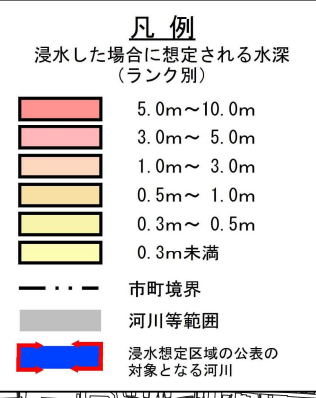 凡 例
浸水した場合に想定される水深
（ランク別）
5.0m～10.0m
3.0m～ 5.0m
1.0m～ 3.0m
0.5m～ 1.0m
0.3m～ 0.5m
0.3m未満
市町境界
河川等範囲
浸水想定区域の公表の
対象となる河川